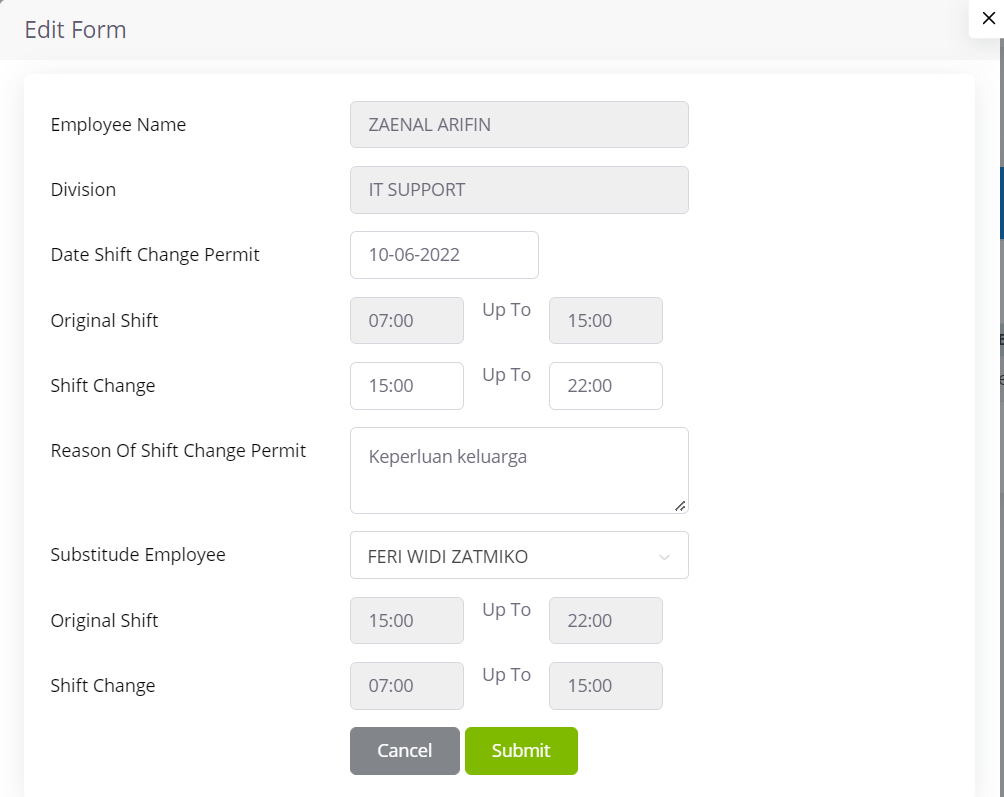 Edit Form
Employee Name ZAENAL ARIFIN
Division IT SUPPORT
Date Shift Change Permit 10-06-2022
Original Shift 07:00 Up To 15:00
Shift Change 15:00 Up To 22:00
Reason Of Shift Change Permit Keperluan keluarga
Substitude Employee FERI WIDI ZATMIKO
Original Shift 15:00 Up To 22:00
Shift Change 07:00 Up To 15:00
Cancel Submit